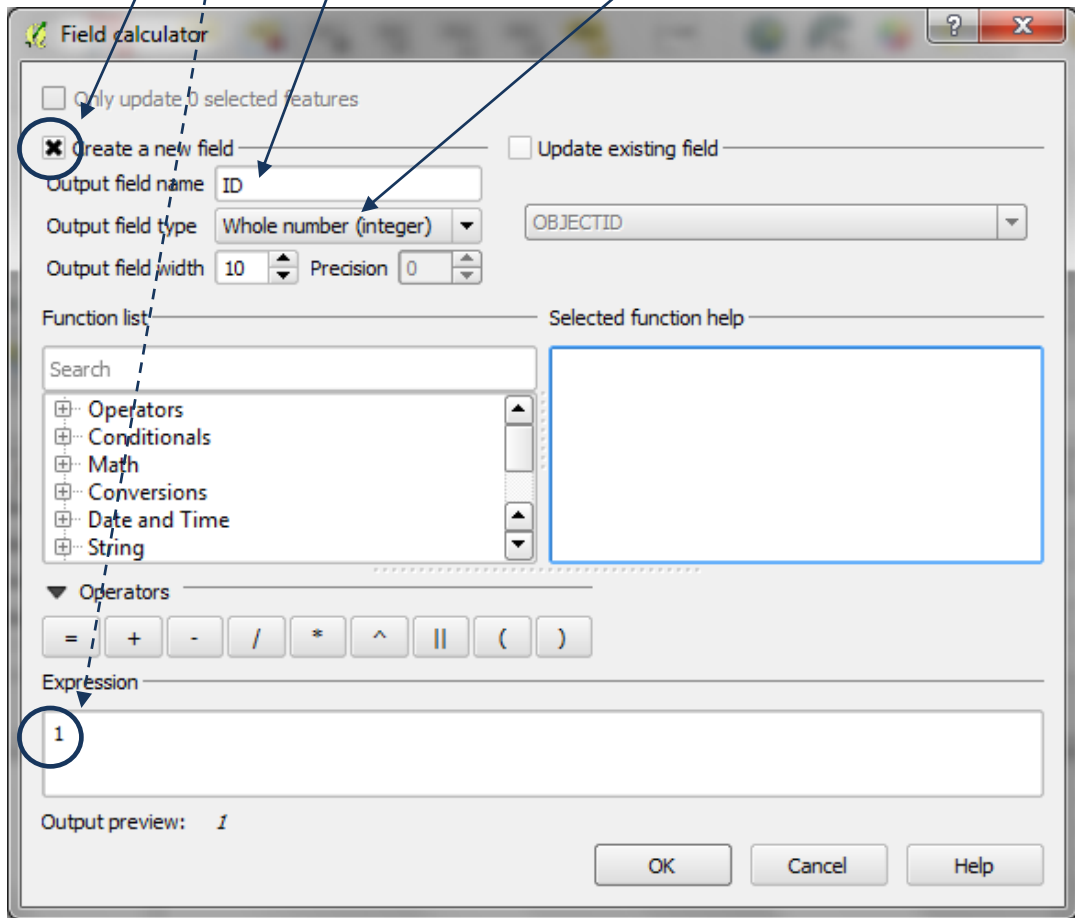 Field calculator
Only update 0 selected features
Create a new field
Update existing field
Output field name ID
Output field type Whole number (integer)
OBJECTID
Output field width 10 Precision 0
Function list
Selected function help
Search
Operators
Conditionals
Math
Conversions
Date and Time
String
Operators
= + - / * ^ || ( )
Expression
1
Output preview: 1
OK Cancel Help